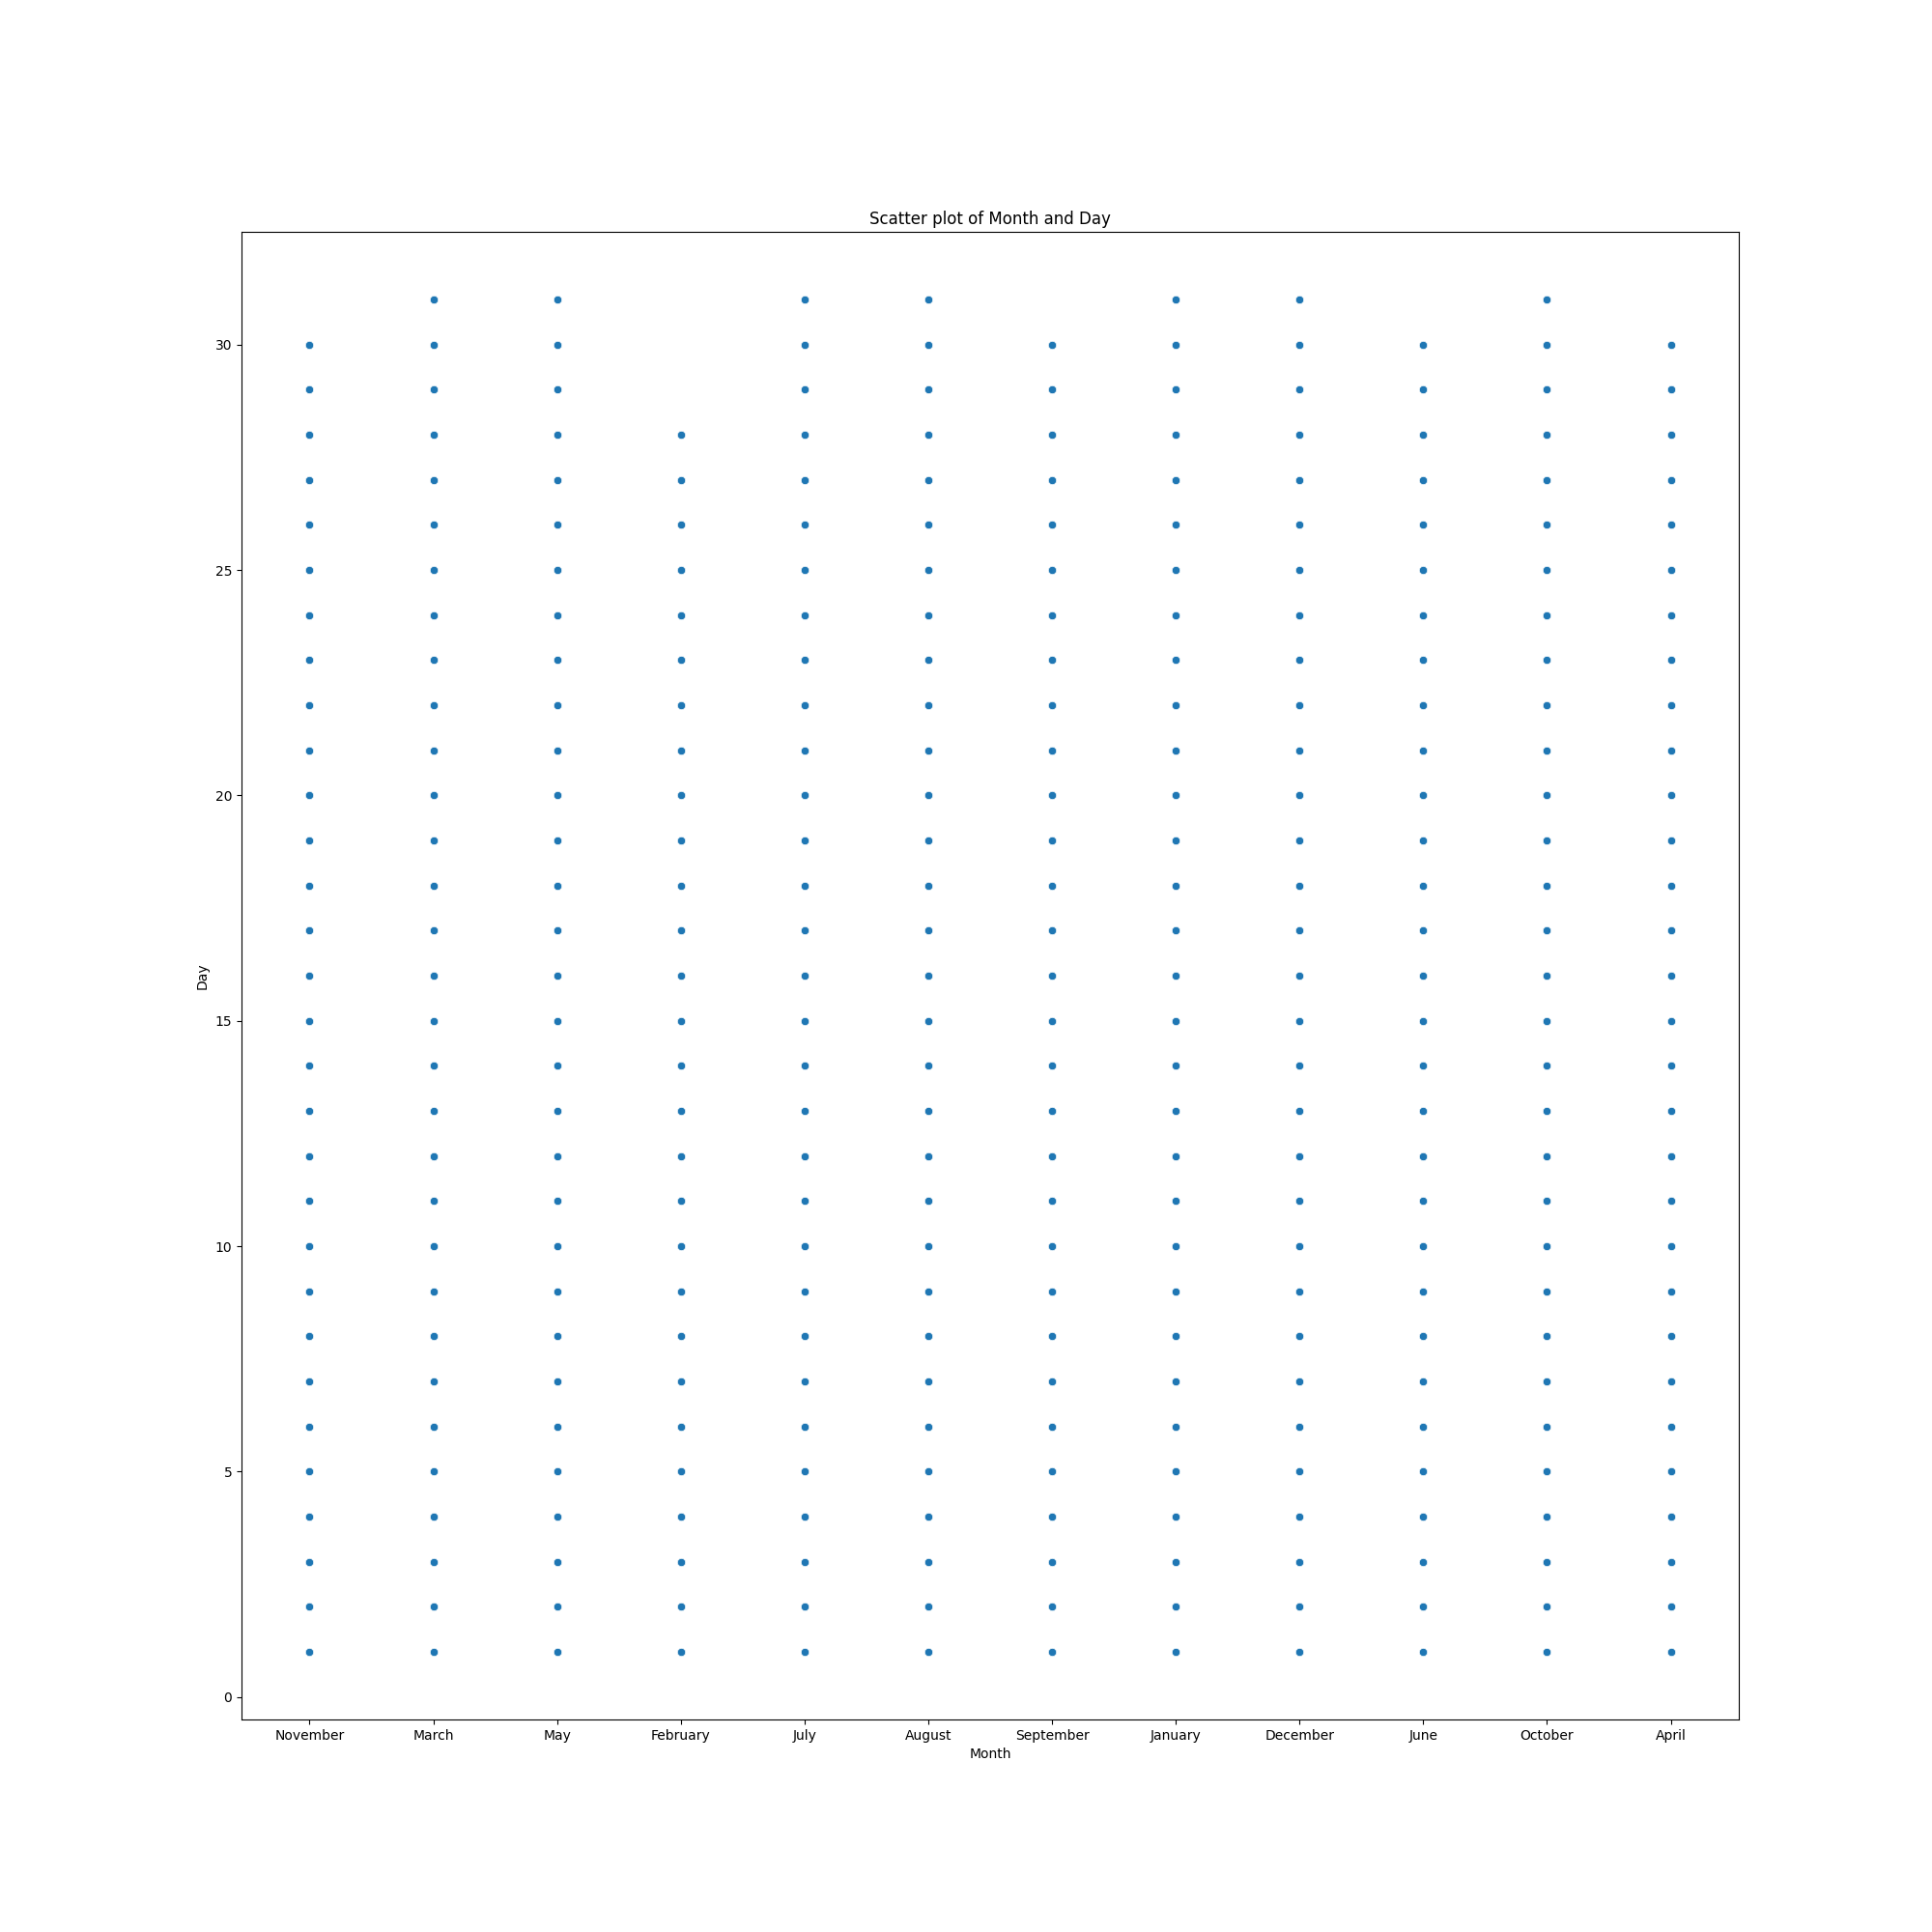 Scatter plot of Month and Day
30
25
20
15
10
5
0
Day
November March May February July August September January December June October April
Month